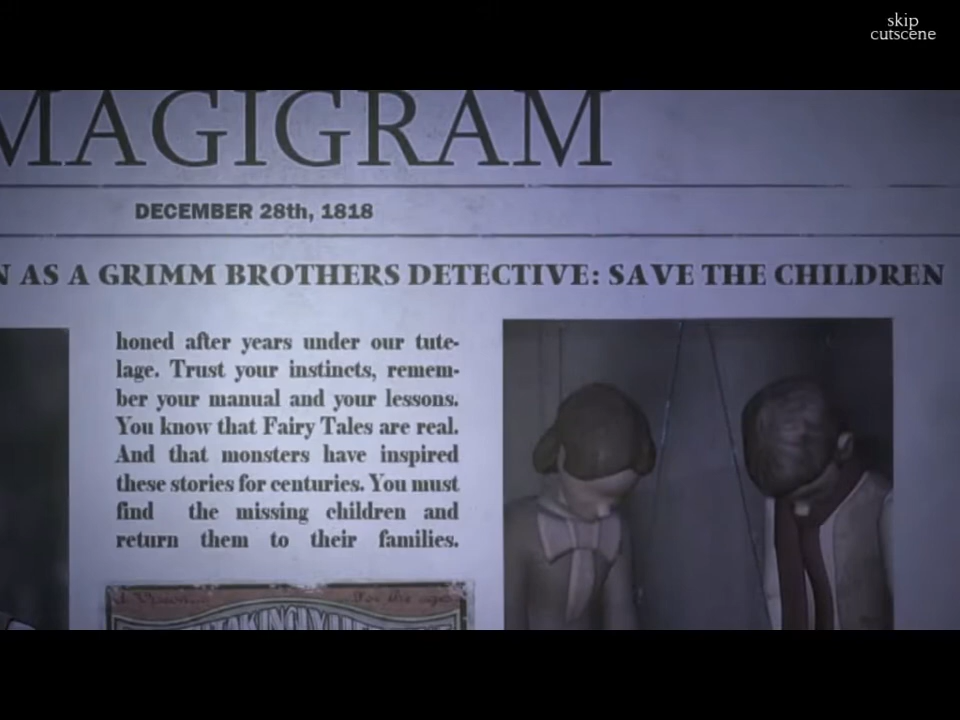 skip
cutscene
MAGIGRAM
DECEMBER 28th, 1818
N AS A GRIMM BROTHERS DETECTIVE: SAVE THE CHILDREN
honed after years under our tute-
lage. Trust your instincts, remem-
ber your manual and your lessons.
You know that Fairy Tales are real.
And that monsters have inspired
these stories for centuries. You must
find the missing children and
return them to their families.